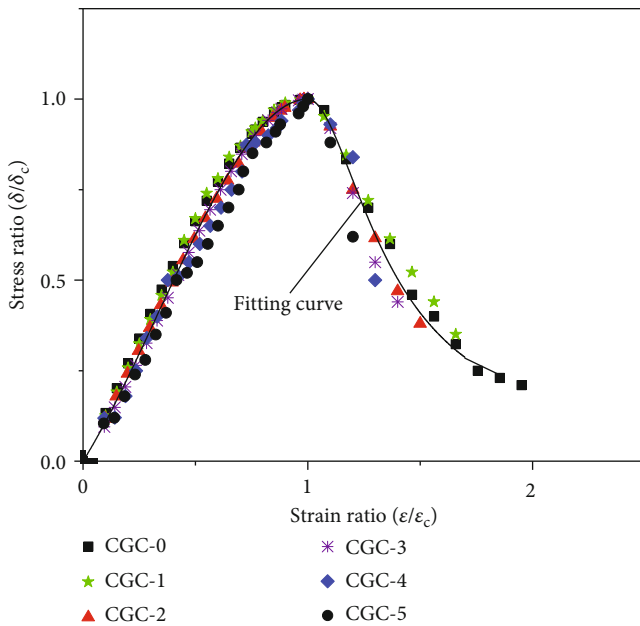 Stress ratio (δ/δc)
1.0
0.5
0.0
Fitting curve
0
1
2
Strain ratio (ε/εc)
CGC-0
CGC-3
CGC-1
CGC-4
CGC-2
CGC-5